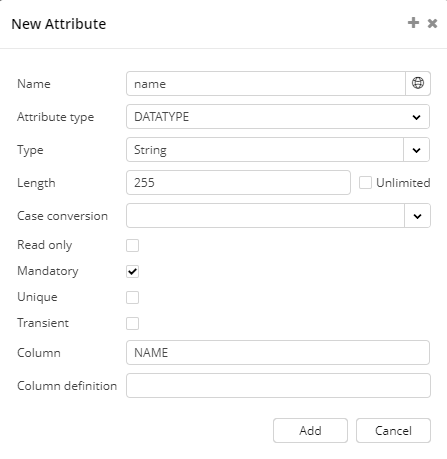 New Attribute
Name name
Attribute type DATATYPE
Type String
Length 255 Unlimited
Case conversion
Read only
Mandatory
Unique
Transient
Column NAME
Column definition
Add Cancel